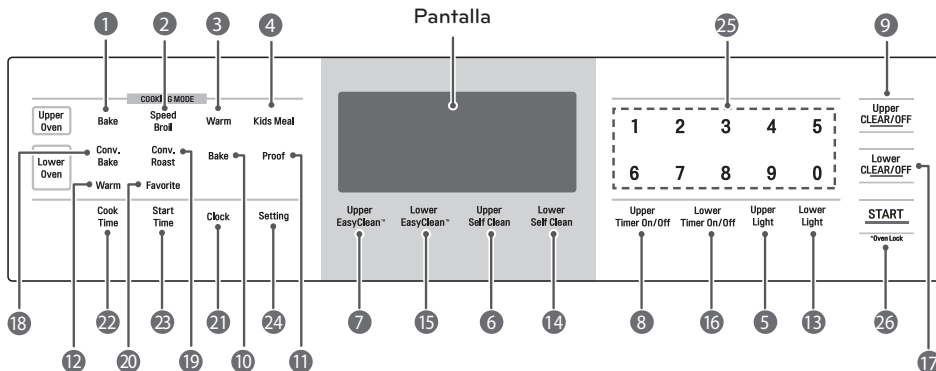 Pantalla
1 2 3 4 25 9
COOKING MODE
Upper Oven
Bake
Speed Broil
Warm
Kids Meal
Lower Oven
Conv. Bake
Conv. Roast
Bake
Proof
Warm
Favorite
Cook Time
Start Time
Clock
Setting
Upper EasyClean™
Lower EasyClean™
Upper Self Clean
Lower Self Clean
1 2 3 4 5
6 7 8 9 0
Upper Timer On/Off
Lower Timer On/Off
Upper Light
Lower Light
Upper CLEAR/OFF
Lower CLEAR/OFF
START
*Oven Lock
18 22 23 21 24 7 15 6 14 8 16 5 13 26
12 20 19 10 11 17